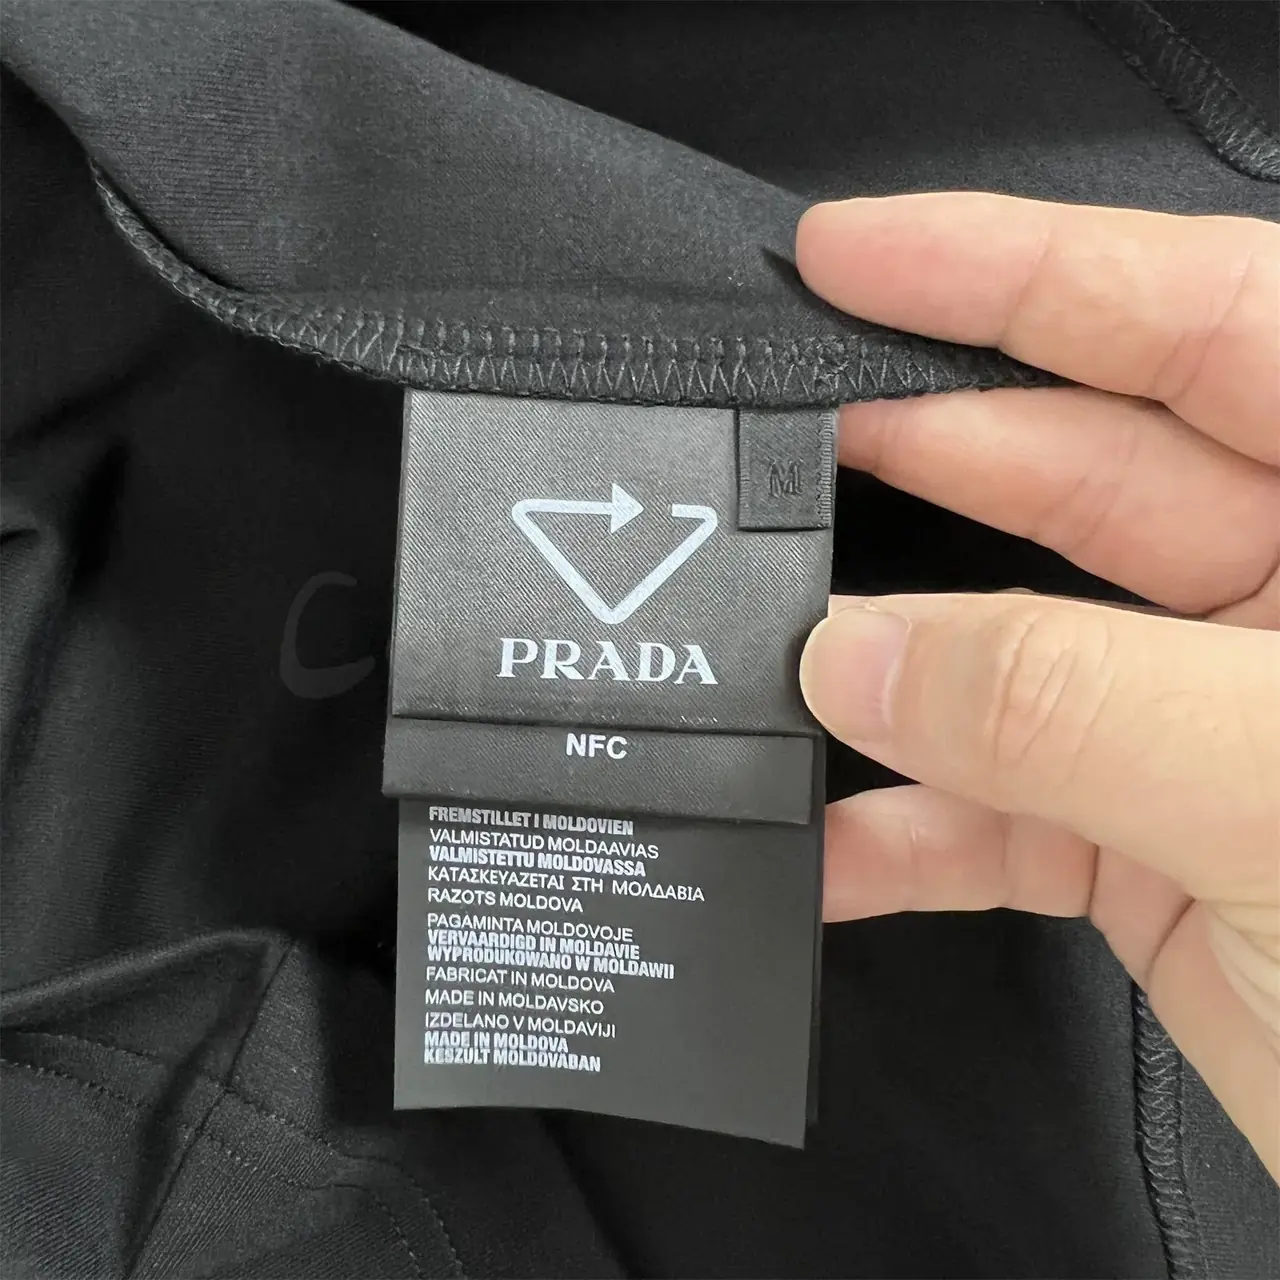 M
PRADA
NFC
FREMSTILLET I MOLDOVIEN
VALMISTATUD MOLDAAVIAS
VALMISTETTU MOLDOVASSA
ΚΑΤΑΣΚΕΥΑΖΕΤΑΙ ΣΤΗ ΜΟΛΔΑΒΙΑ
RAZOTS MOLDOVA
PAGAMINTA MOLDOVOJE
VERVAARDIGD IN MOLDAVIE
WYPRODUKOWANO W MOLDAWII
FABRICAT IN MOLDOVA
MADE IN MOLDAVSKO
IZDELANO V MOLDAVIJI
MADE IN MOLDOVA
KESZULT MOLDOVABAN